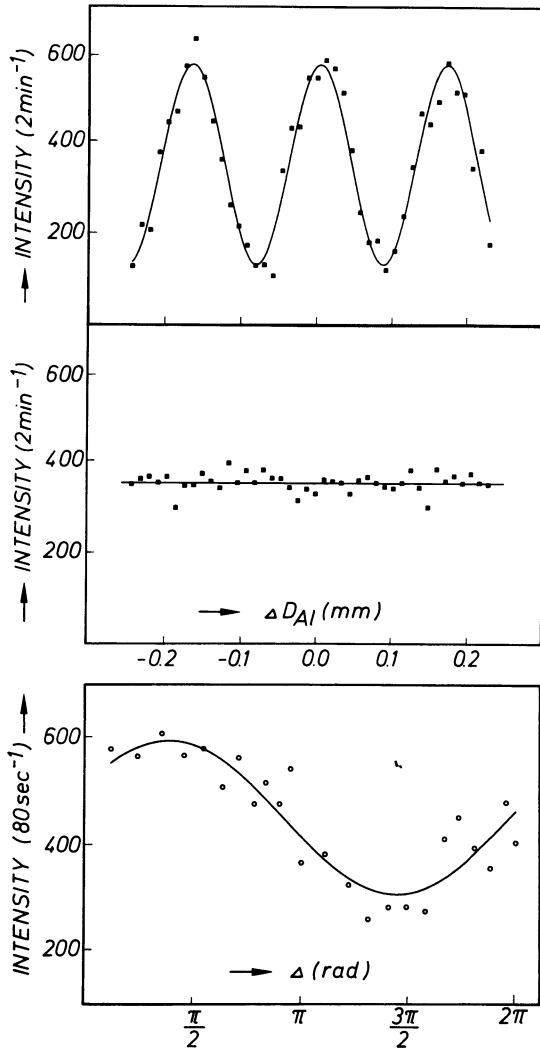 600
400
200
→ INTENSITY (2min⁻¹)
600
400
200
→ INTENSITY (2min⁻¹)
→ Δ D_Al (mm)
-0.2 -0.1 0.0 0.1 0.2
600
400
200
INTENSITY (80sec⁻¹) →
→ Δ (rad)
π/2 π 3π/2 2π